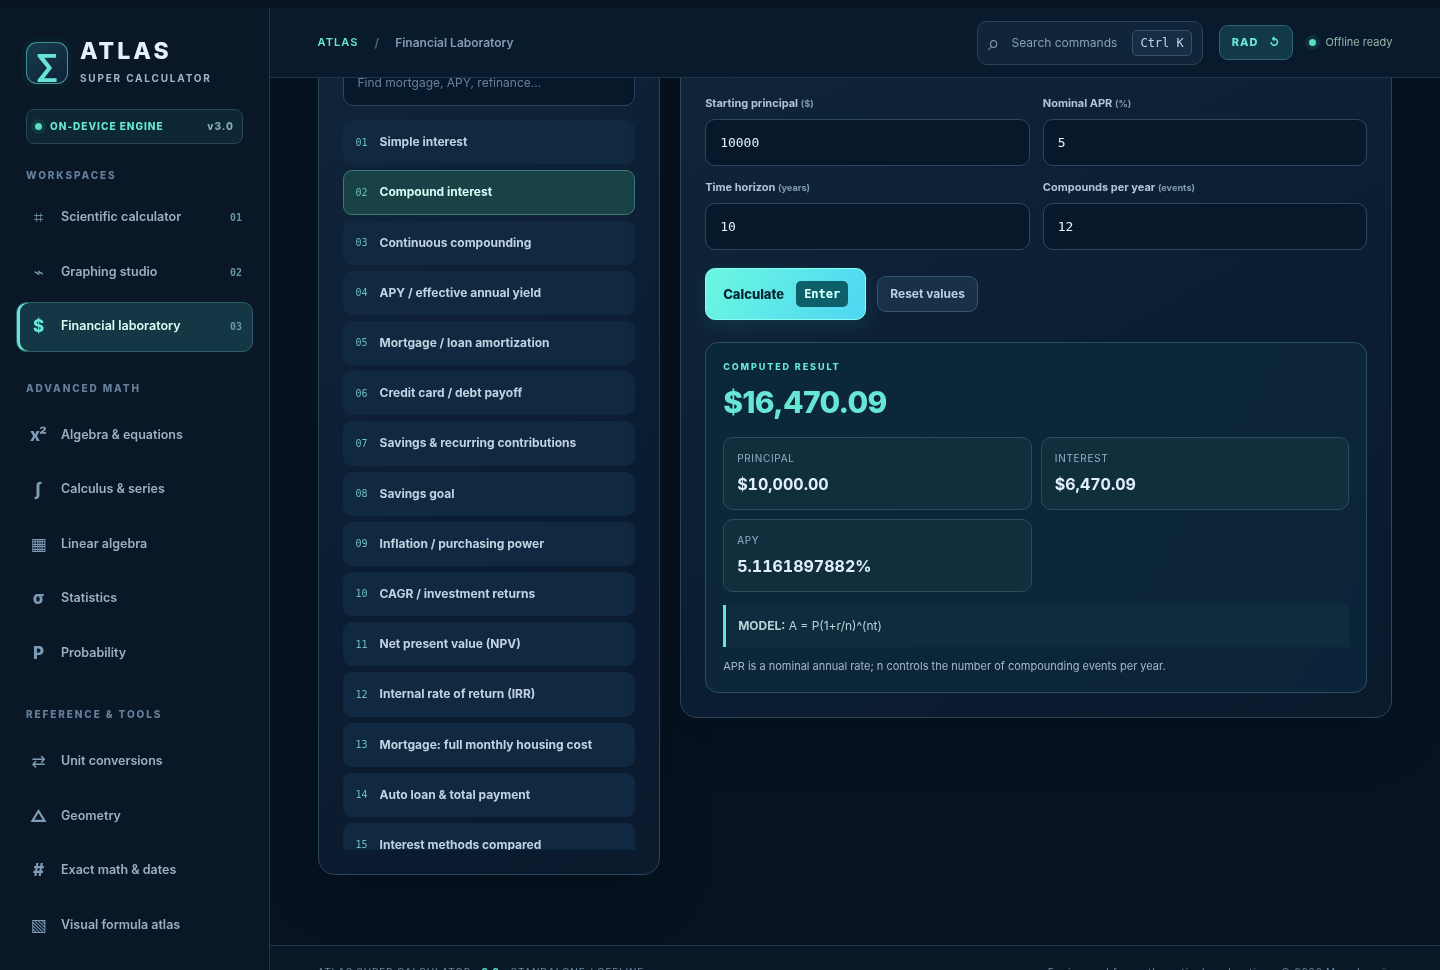 ATLAS
SUPER CALCULATOR
ON-DEVICE ENGINE v3.0
WORKSPACES
Scientific calculator 01
Graphing studio 02
$ Financial laboratory 03
ADVANCED MATH
x² Algebra & equations
∫ Calculus & series
Linear algebra
σ Statistics
P Probability
REFERENCE & TOOLS
Unit conversions
Geometry
# Exact math & dates
Visual formula atlas
ATLAS / Financial Laboratory
Search commands Ctrl K
RAD
Offline ready
Find mortgage, APY, refinance...
01 Simple interest
02 Compound interest
03 Continuous compounding
04 APY / effective annual yield
05 Mortgage / loan amortization
06 Credit card / debt payoff
07 Savings & recurring contributions
08 Savings goal
09 Inflation / purchasing power
10 CAGR / investment returns
11 Net present value (NPV)
12 Internal rate of return (IRR)
13 Mortgage: full monthly housing cost
14 Auto loan & total payment
15 Interest methods compared
Starting principal ($)
10000
Nominal APR (%)
5
Time horizon (years)
10
Compounds per year (events)
12
Calculate Enter
Reset values
COMPUTED RESULT
$16,470.09
PRINCIPAL
$10,000.00
INTEREST
$6,470.09
APY
5.1161897882%
MODEL: A = P(1+r/n)^(nt)
APR is a nominal annual rate; n controls the number of compounding events per year.